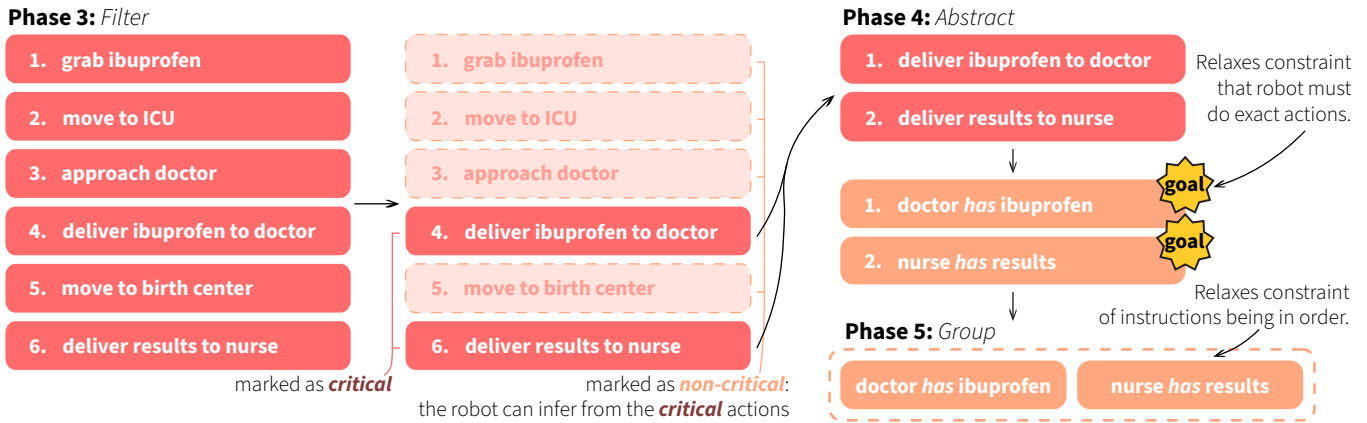 Phase 3: Filter
1. grab ibuprofen
2. move to ICU
3. approach doctor
4. deliver ibuprofen to doctor
5. move to birth center
6. deliver results to nurse
marked as critical
1. grab ibuprofen
2. move to ICU
3. approach doctor
4. deliver ibuprofen to doctor
5. move to birth center
6. deliver results to nurse
marked as non-critical:
the robot can infer from the critical actions
Phase 4: Abstract
1. deliver ibuprofen to doctor
2. deliver results to nurse
Relaxes constraint
that robot must
do exact actions.
goal
1. doctor has ibuprofen
goal
2. nurse has results
Relaxes constraint
of instructions being in order.
Phase 5: Group
doctor has ibuprofen
nurse has results